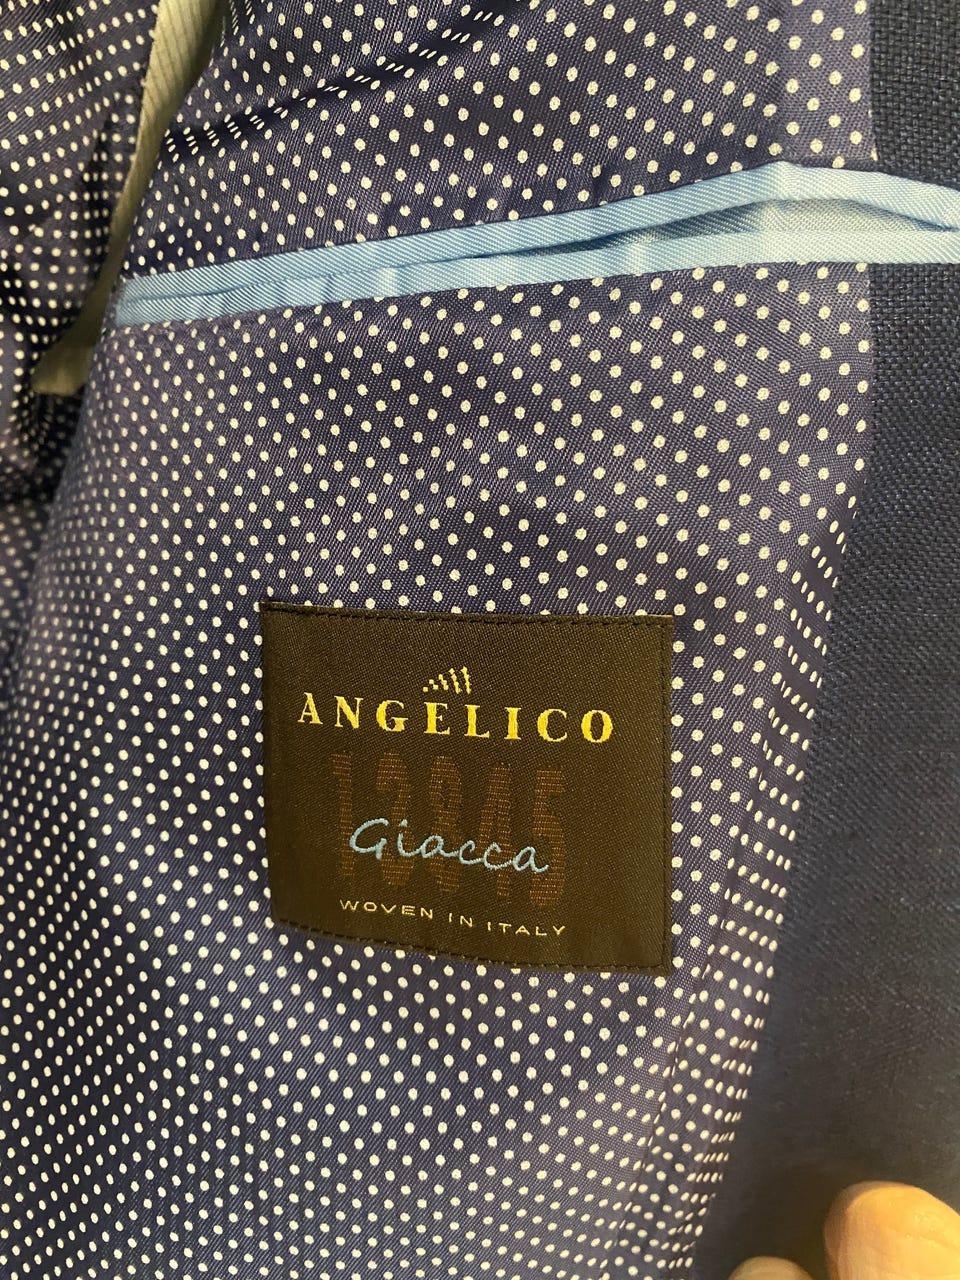 ANGELICO
12345
Giacca
WOVEN IN ITALY